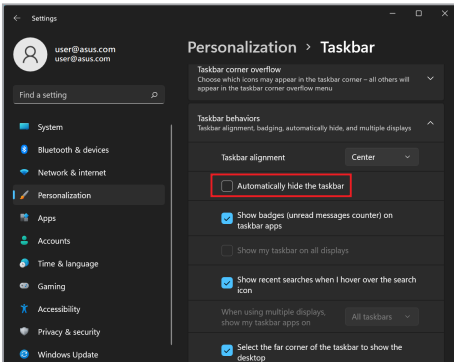 Settings
user@asus.com
user@asus.com
Find a setting
System
Bluetooth & devices
Network & internet
Personalization
Apps
Accounts
Time & language
Gaming
Accessibility
Privacy & security
Windows Update
Personalization > Taskbar
Taskbar corner overflow
Choose which icons may appear in the taskbar corner – all others will
appear in the taskbar corner overflow menu
Taskbar behaviors
Taskbar alignment, badging, automatically hide, and multiple displays
Taskbar alignment
Center
Automatically hide the taskbar
Show badges (unread messages counter) on
taskbar apps
Show my taskbar on all displays
Show recent searches when I hover over the search
icon
When using multiple displays,
show my taskbar apps on
All taskbars
Select the far corner of the taskbar to show the
desktop